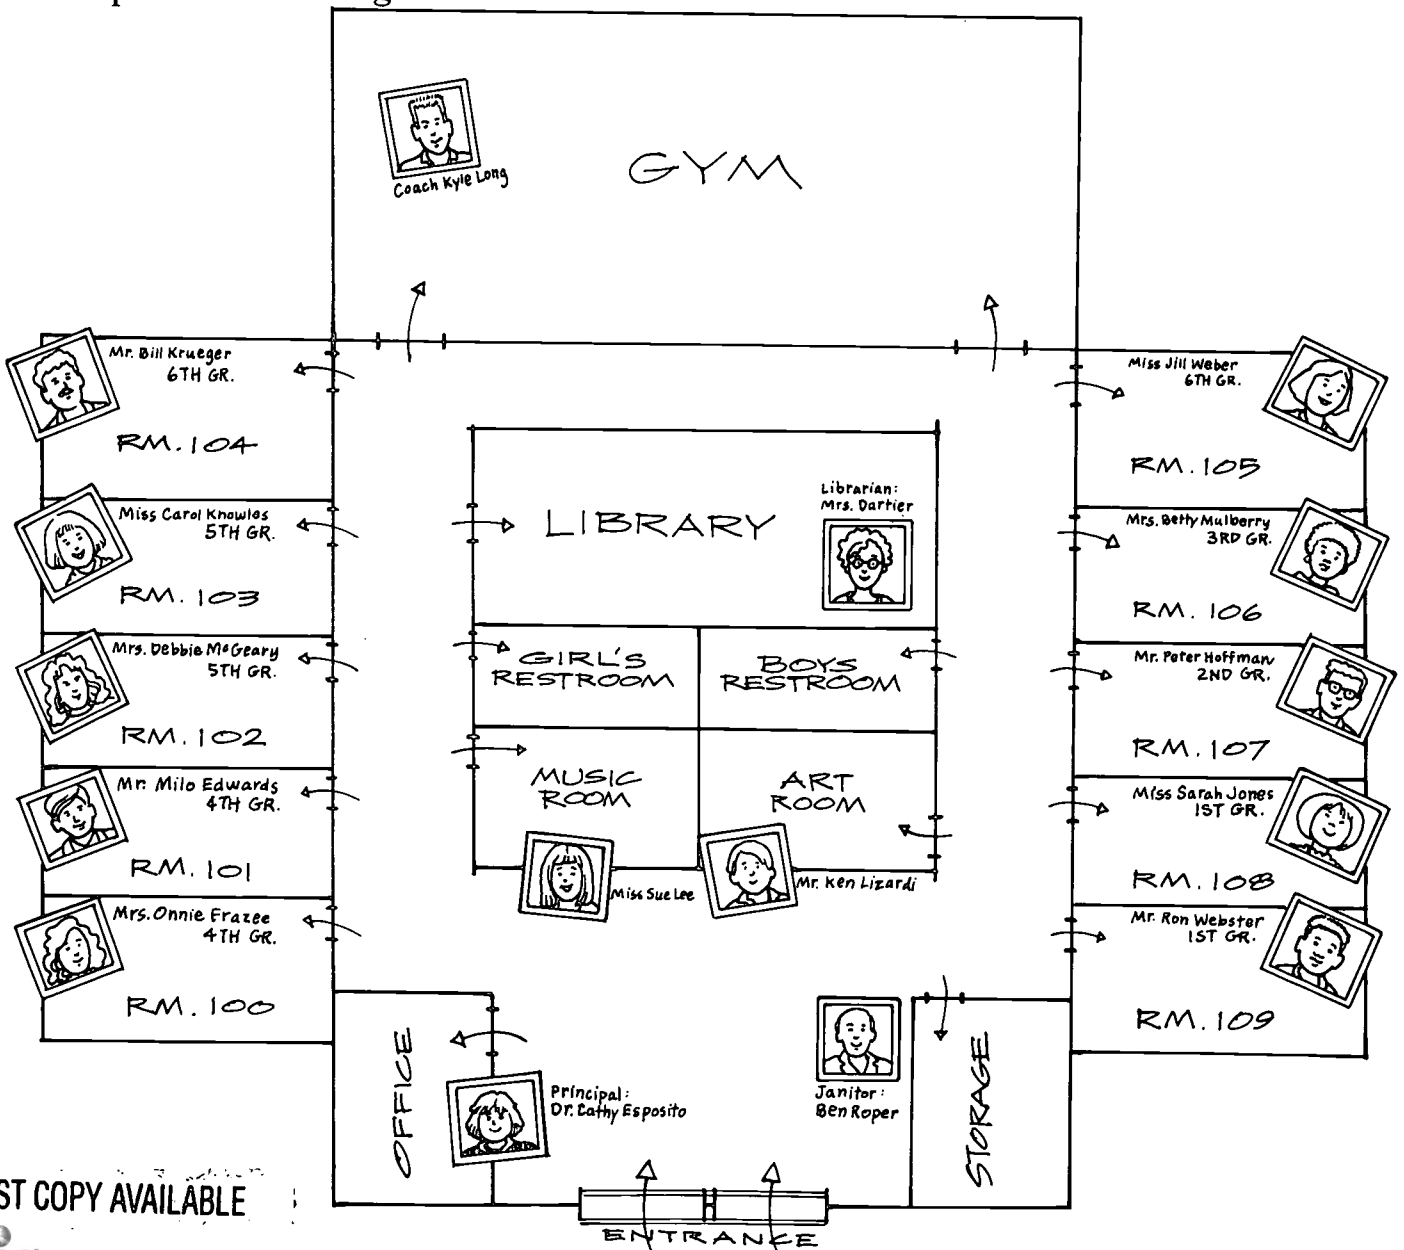 Coach Kyle Long
GYM
Mr. Bill Krueger
6TH GR.
RM. 104
Miss Carol Knowles
5TH GR.
RM. 103
Mrs. Debbie McGeary
5TH GR.
RM. 102
Mr. Milo Edwards
4TH GR.
RM. 101
Mrs. Onnie Frazee
4TH GR.
RM. 100
LIBRARY
Librarian:
Mrs. Dartier
GIRL'S
RESTROOM
BOYS
RESTROOM
MUSIC
ROOM
ART
ROOM
Miss Sue Lee
Mr. Ken Lizardi
Miss Jill Weber
6TH GR.
RM. 105
Mrs. Betty Mulberry
3RD GR.
RM. 106
Mr. Peter Hoffman
2ND GR.
RM. 107
Miss Sarah Jones
1ST GR.
RM. 108
Mr. Ron Webster
1ST GR.
RM. 109
OFFICE
Principal:
Dr. Cathy Esposito
Janitor:
Ben Roper
STORAGE
ENTRANCE
ST COPY AVAILABLE